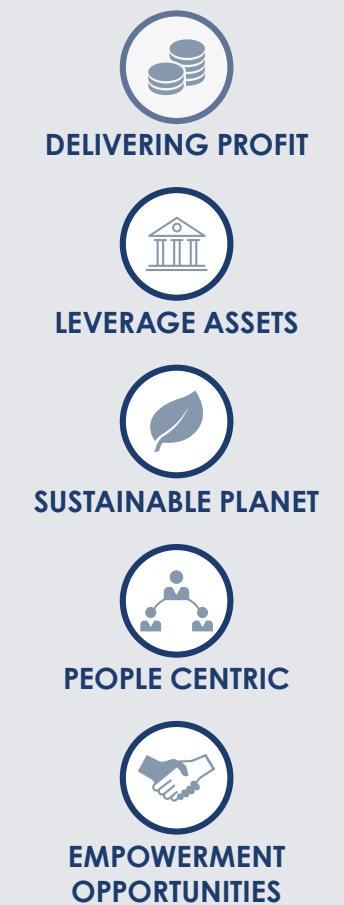 DELIVERING PROFIT
LEVERAGE ASSETS
SUSTAINABLE PLANET
PEOPLE CENTRIC
EMPOWERMENT
OPPORTUNITIES